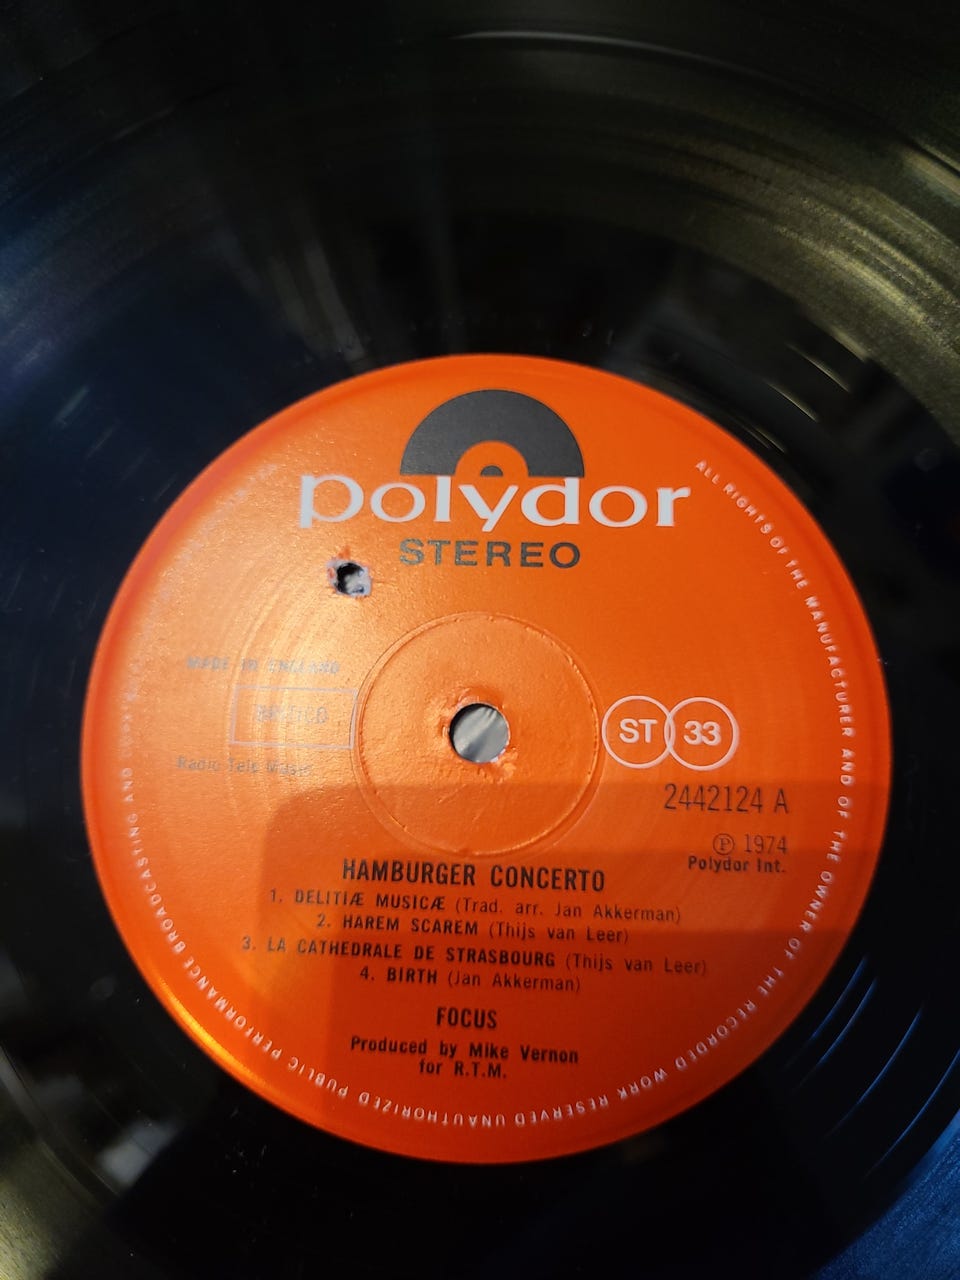 polydor
STEREO
MADE IN ENGLAND
Radio Tele Music
ST 33
2442124 A
℗ 1974
Polydor Int.
HAMBURGER CONCERTO
1. DELITIÆ MUSICÆ (Trad. arr. Jan Akkerman)
2. HAREM SCAREM (Thijs van Leer)
3. LA CATHEDRALE DE STRASBOURG (Thijs van Leer)
4. BIRTH (Jan Akkerman)
FOCUS
Produced by Mike Vernon
for R.T.M.
ALL RIGHTS OF THE MANUFACTURER AND OF THE OWNER OF THE RECORDED WORK RESERVED UNAUTHORIZED PUBLIC PERFORMANCE BROADCASTING AND